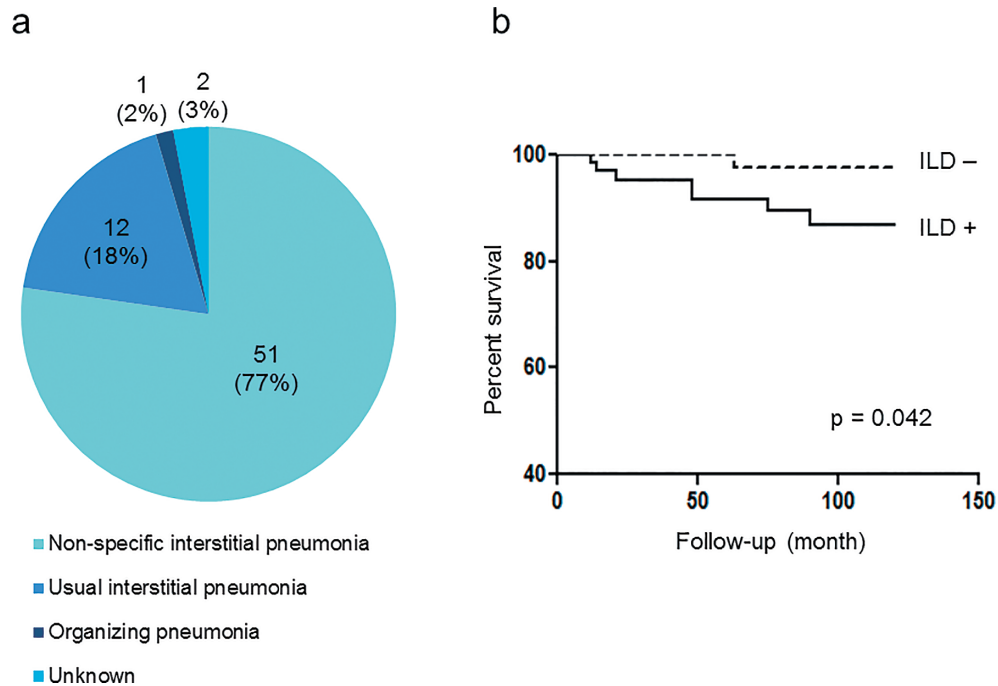 a
1
(2%)
2
(3%)
12
(18%)
51
(77%)
Non-specific interstitial pneumonia
Usual interstitial pneumonia
Organizing pneumonia
Unknown
b
100
80
60
40
Percent survival
ILD –
ILD +
p = 0.042
0
50
100
150
Follow-up (month)